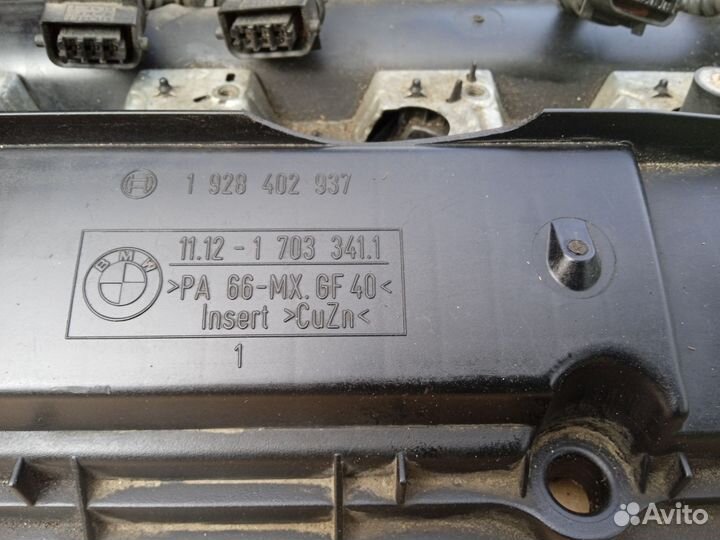 1 928 402 937
BMW
11.12 - 1 703 341.1
>PA 66-MX. GF 40<
Insert >CuZn<
1
Avito